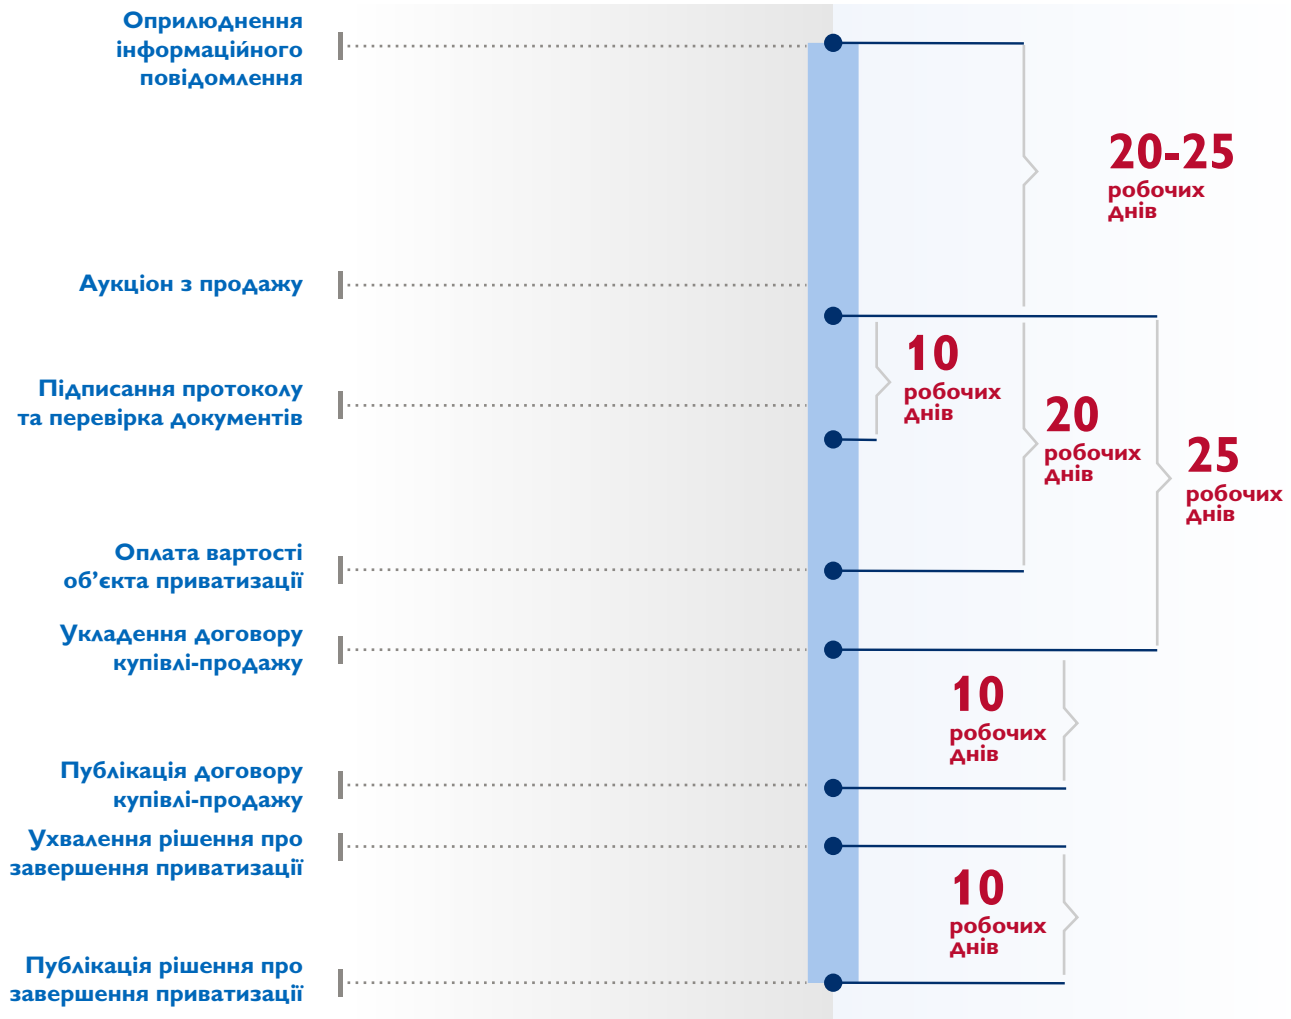 Оприлюднення
інформаційного
повідомлення
20-25
робочих
днів
Аукціон з продажу
10
робочих
днів
Підписання протоколу
та перевірка документів
20
робочих
днів
25
робочих
днів
Оплата вартості
об’єкта приватизації
Укладення договору
купівлі-продажу
10
робочих
днів
Публікація договору
купівлі-продажу
Ухвалення рішення про
завершення приватизації
10
робочих
днів
Публікація рішення про
завершення приватизації